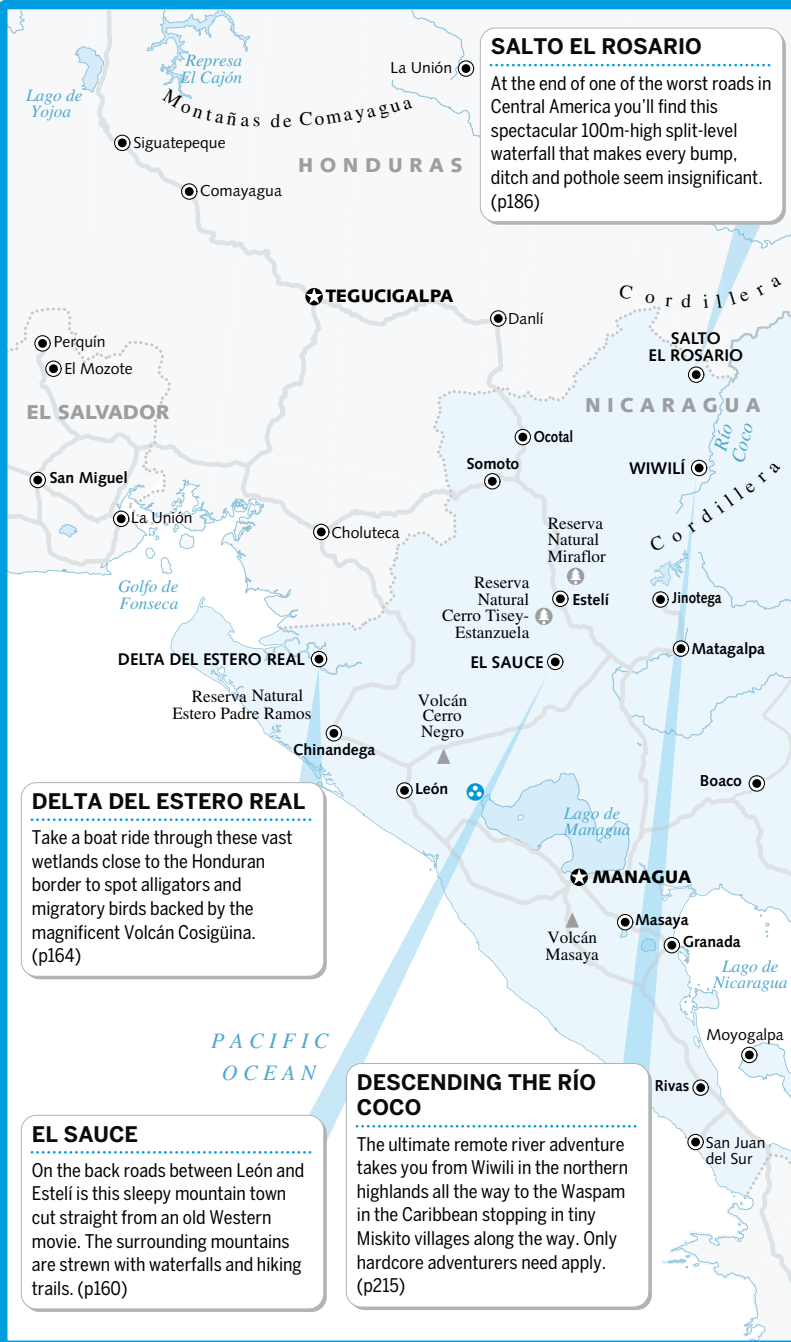 SALTO EL ROSARIO
At the end of one of the worst roads in
Central America you'll find this
spectacular 100m-high split-level
waterfall that makes every bump,
ditch and pothole seem insignificant.
(p186)
Represa
El Cajón
La Unión
Lago de
Yojoa
Montañas de Comayagua
Siguatepeque
HONDURAS
Comayagua
TEGUCIGALPA
Cordillera
Danlí
Perquín
SALTO
EL ROSARIO
El Mozote
EL SALVADOR
NICARAGUA
Río
Coco
Ocotal
Somoto
WIWILÍ
San Miguel
Cordillera
La Unión
Choluteca
Reserva
Natural
Miraflor
Golfo de
Fonseca
Reserva
Natural
Cerro Tisey-
Estanzuela
Estelí
Jinotega
Matagalpa
DELTA DEL ESTERO REAL
EL SAUCE
Reserva Natural
Estero Padre Ramos
Volcán
Cerro
Negro
Chinandega
León
Boaco
Lago de
Managua
DELTA DEL ESTERO REAL
Take a boat ride through these vast
wetlands close to the Honduran
border to spot alligators and
migratory birds backed by the
magnificent Volcán Cosigüina.
(p164)
MANAGUA
Masaya
Volcán
Masaya
Granada
Lago de
Nicaragua
PACIFIC
OCEAN
Moyogalpa
Rivas
San Juan
del Sur
EL SAUCE
On the back roads between León and
Estelí is this sleepy mountain town
cut straight from an old Western
movie. The surrounding mountains
are strewn with waterfalls and hiking
trails. (p160)
DESCENDING THE RÍO
COCO
The ultimate remote river adventure
takes you from Wiwili in the northern
highlands all the way to the Waspam
in the Caribbean stopping in tiny
Miskito villages along the way. Only
hardcore adventurers need apply.
(p215)